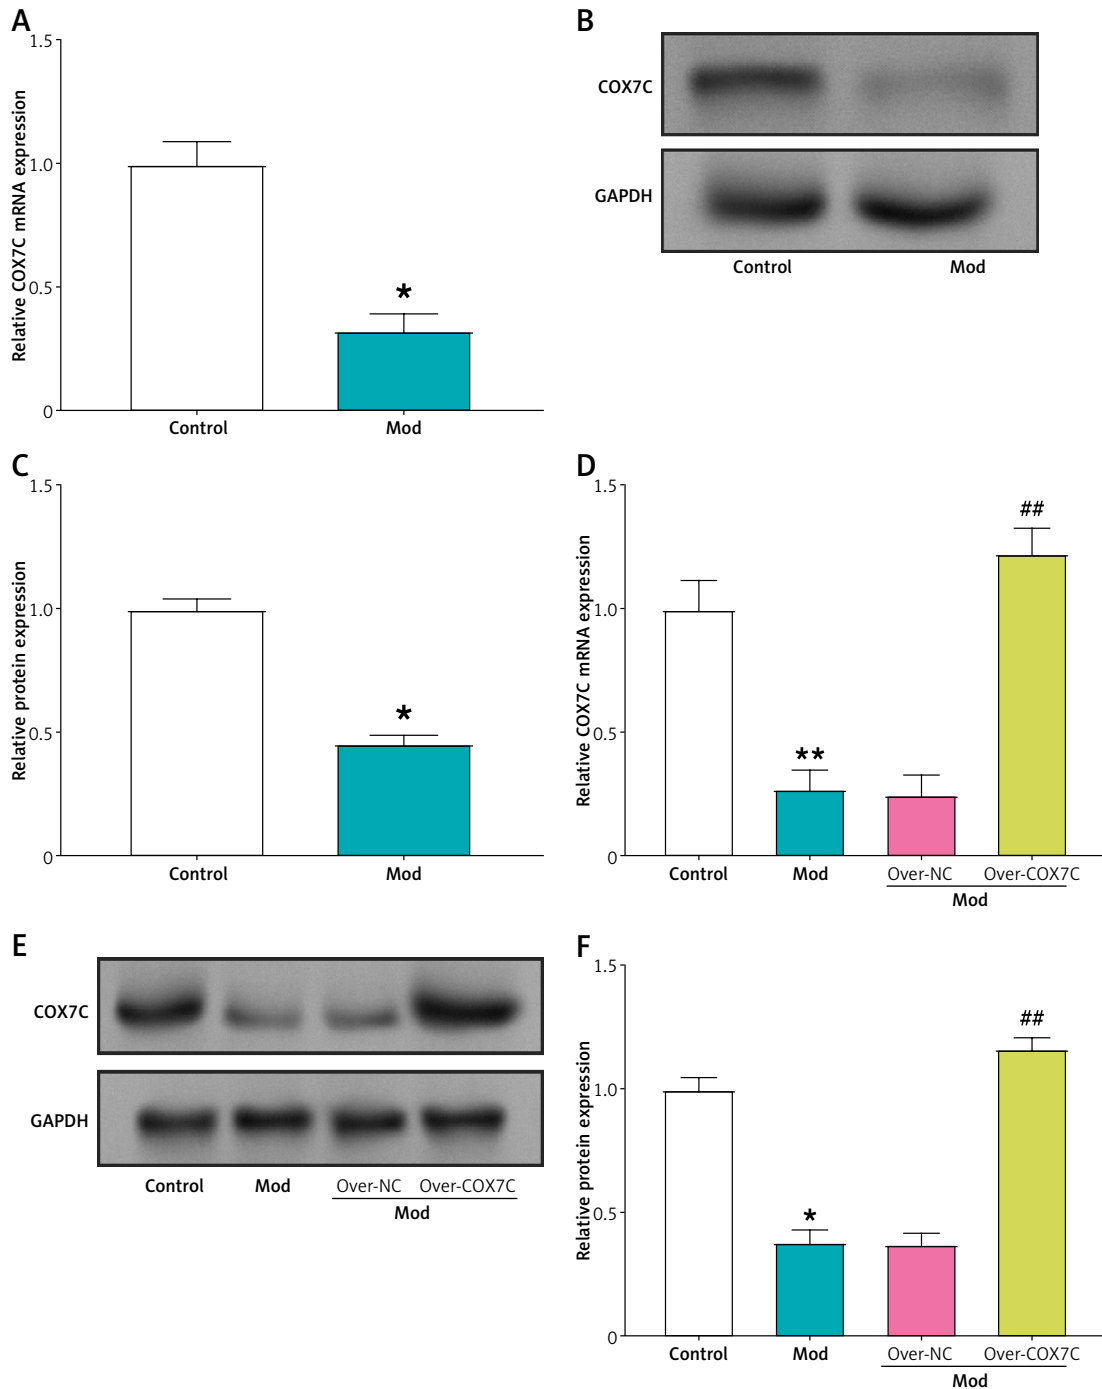 A
Relative COX7C mRNA expression
1.5
1.0
0.5
0
*
Control Mod
B
COX7C
GAPDH
Control Mod
C
Relative protein expression
1.5
1.0
0.5
0
*
Control Mod
D
Relative COX7C mRNA expression
1.5
1.0
0.5
0
**
##
Control Mod Over-NC Over-COX7C
Mod
E
COX7C
GAPDH
Control Mod Over-NC Over-COX7C
Mod
F
Relative protein expression
1.5
1.0
0.5
0
*
##
Control Mod Over-NC Over-COX7C
Mod